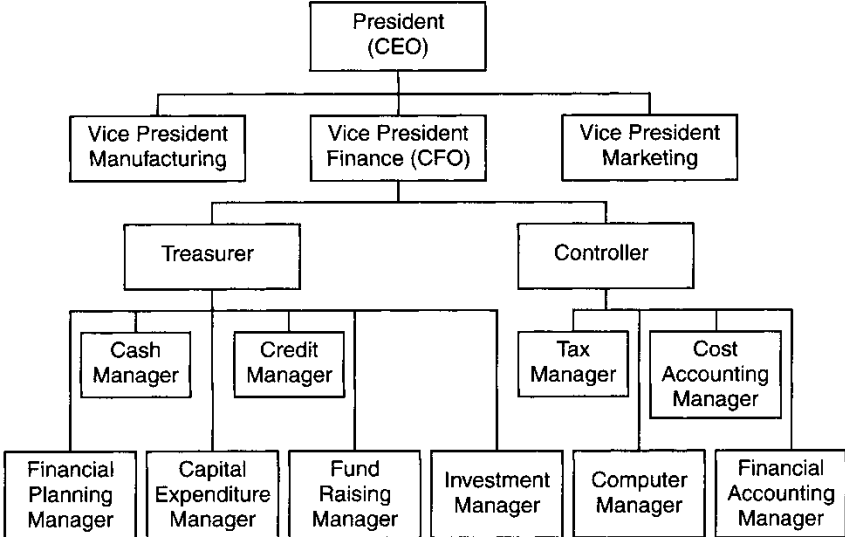 President
(CEO)
Vice President
Manufacturing
Vice President
Finance (CFO)
Vice President
Marketing
Treasurer
Controller
Cash
Manager
Credit
Manager
Tax
Manager
Cost
Accounting
Manager
Financial
Planning
Manager
Capital
Expenditure
Manager
Fund
Raising
Manager
Investment
Manager
Computer
Manager
Financial
Accounting
Manager